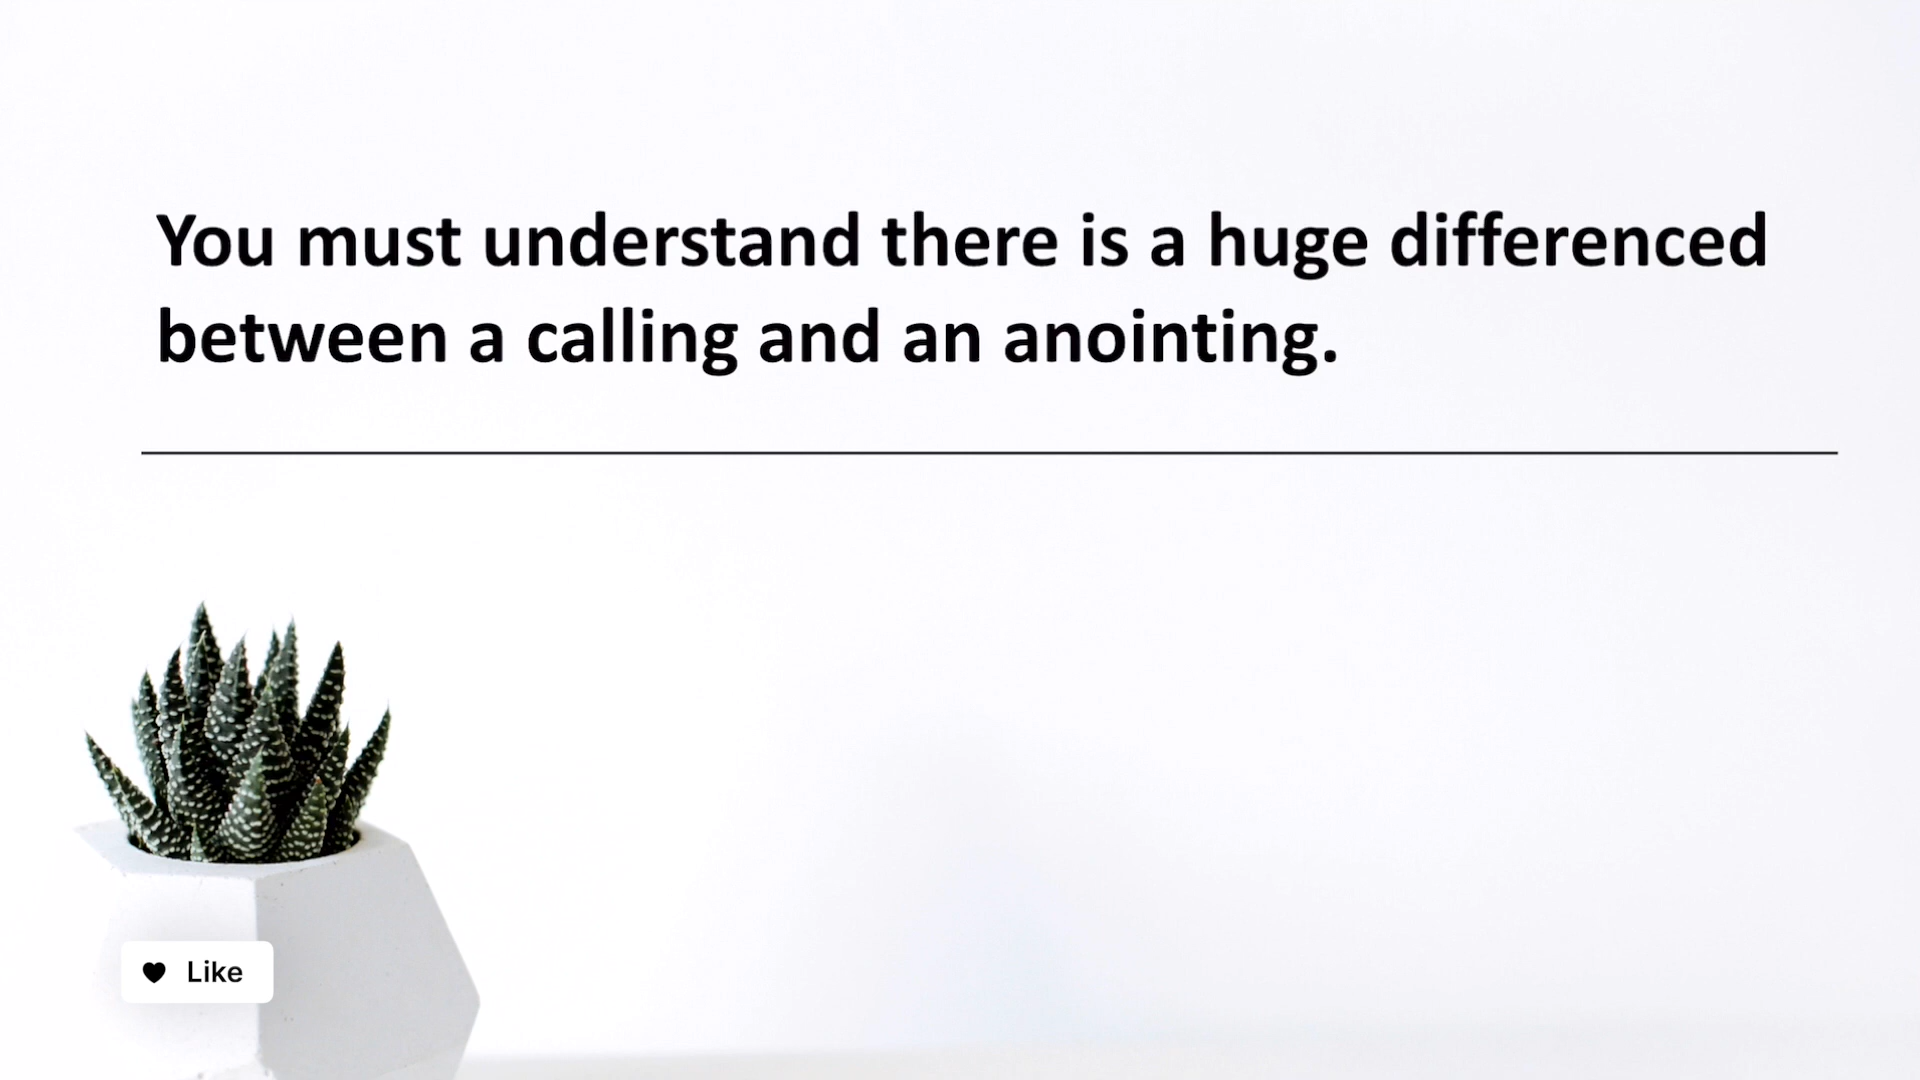 You must understand there is a huge differenced
between a calling and an anointing.
Like